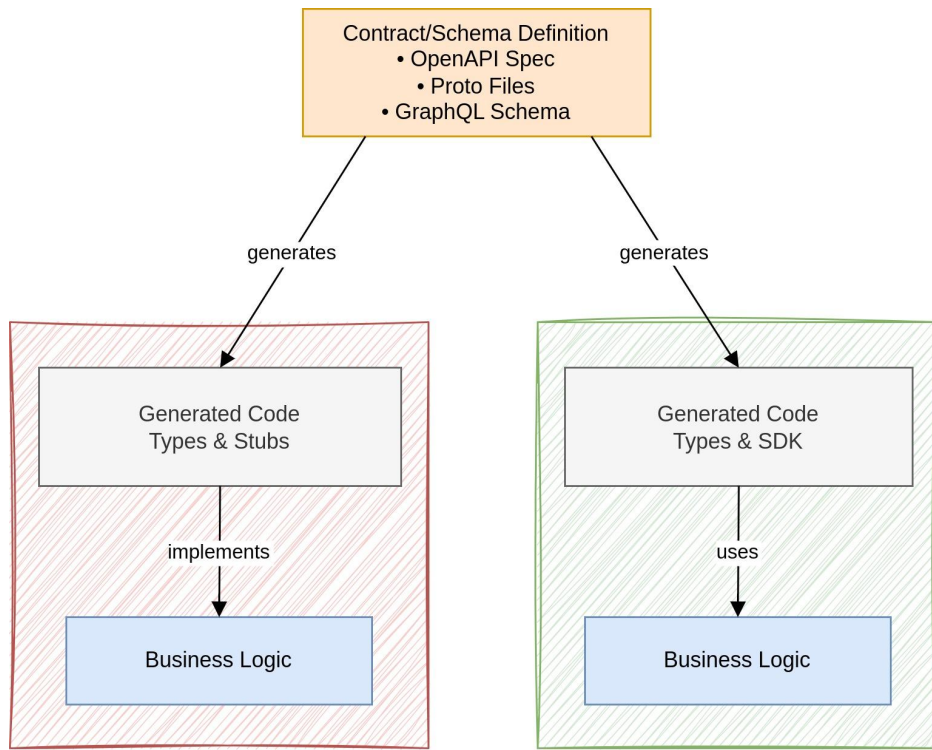 Contract/Schema Definition
• OpenAPI Spec
• Proto Files
• GraphQL Schema
generates
generates
Generated Code
Types & Stubs
Generated Code
Types & SDK
implements
uses
Business Logic
Business Logic